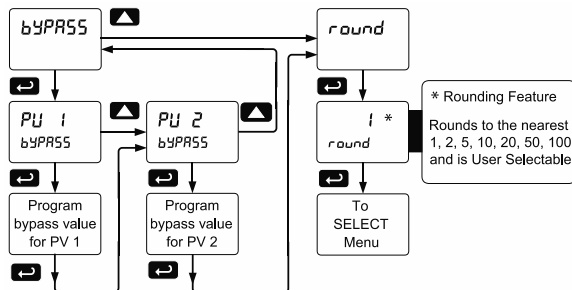 bYPASS
round
PU 1
bYPASS
PU 2
bYPASS
1 *
round
* Rounding Feature
Rounds to the nearest
1, 2, 5, 10, 20, 50, 100
and is User Selectable
Program
bypass value
for PV 1
Program
bypass value
for PV 2
To
SELECT
Menu